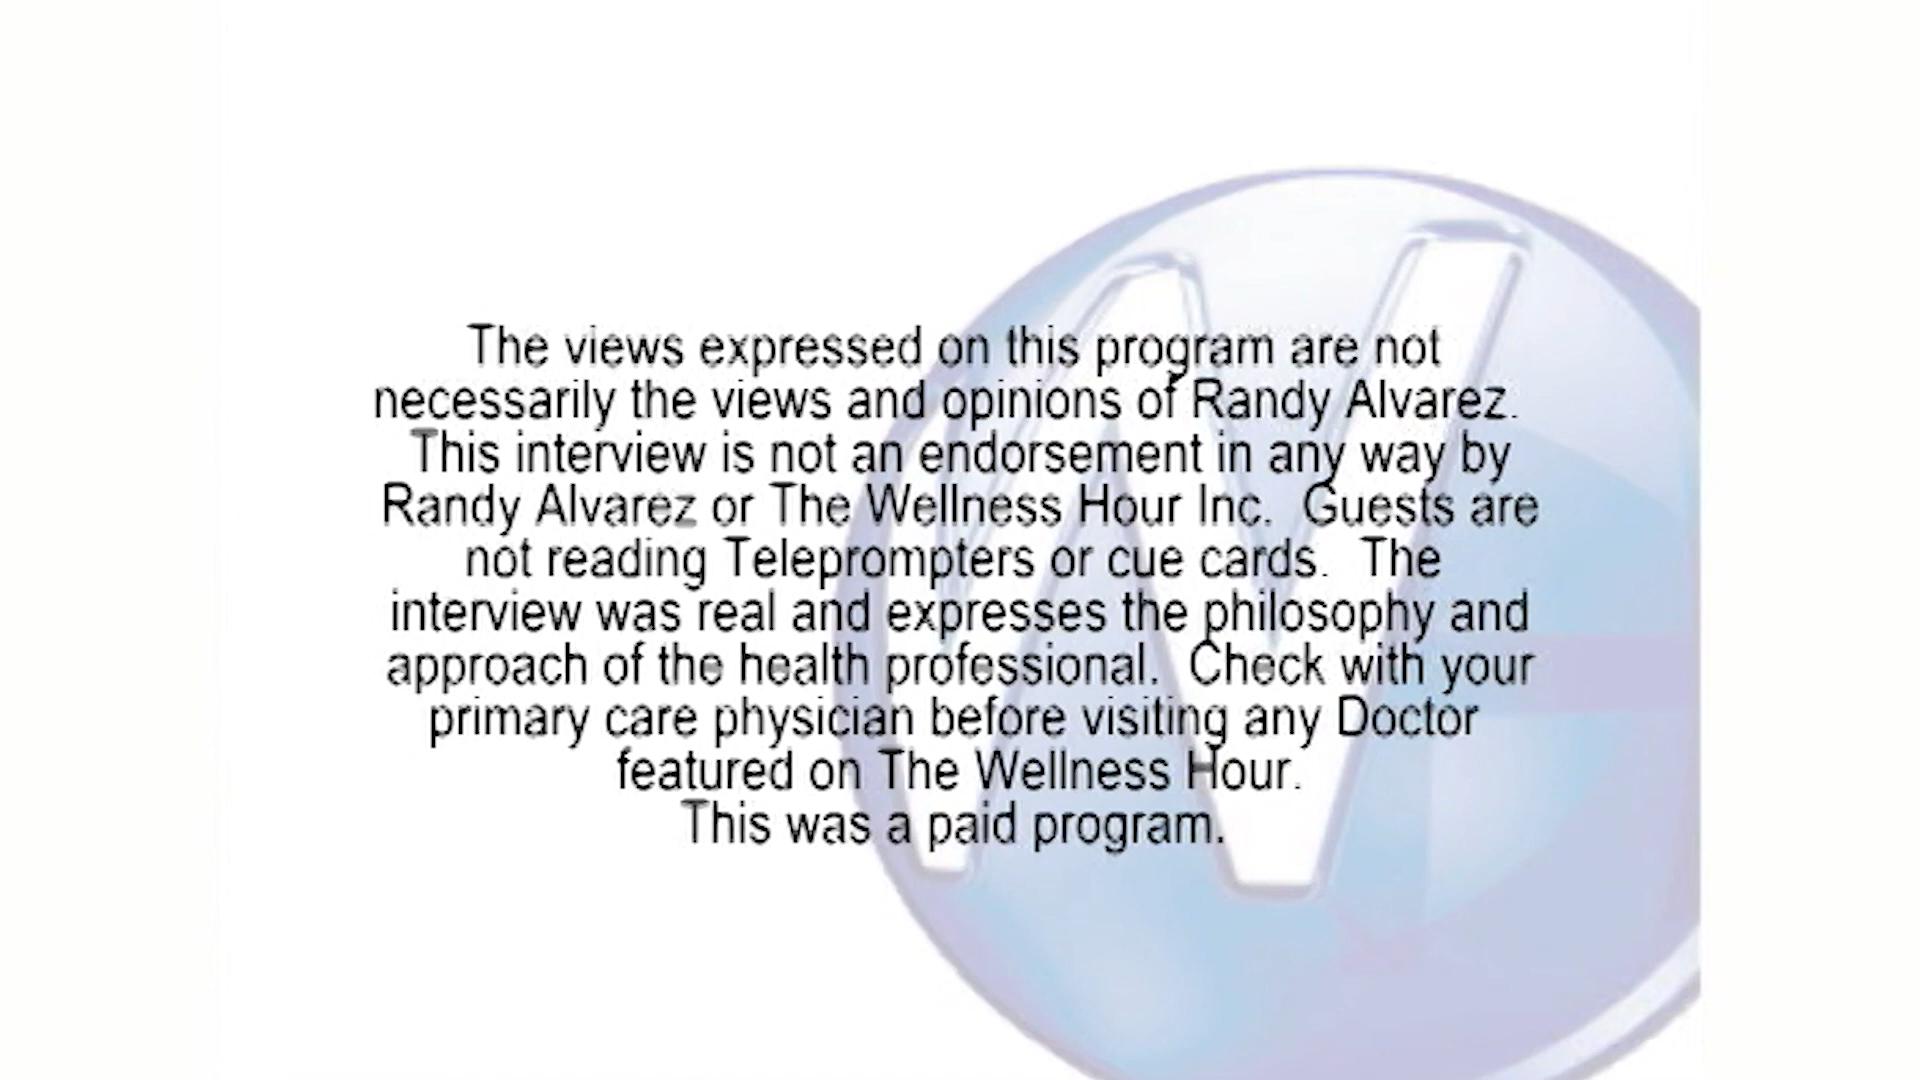 The views expressed on this program are not
necessarily the views and opinions of Randy Alvarez.
This interview is not an endorsement in any way by
Randy Alvarez or The Wellness Hour Inc.  Guests are
not reading Teleprompters or cue cards.  The
interview was real and expresses the philosophy and
approach of the health professional.  Check with your
primary care physician before visiting any Doctor
featured on The Wellness Hour.
This was a paid program.